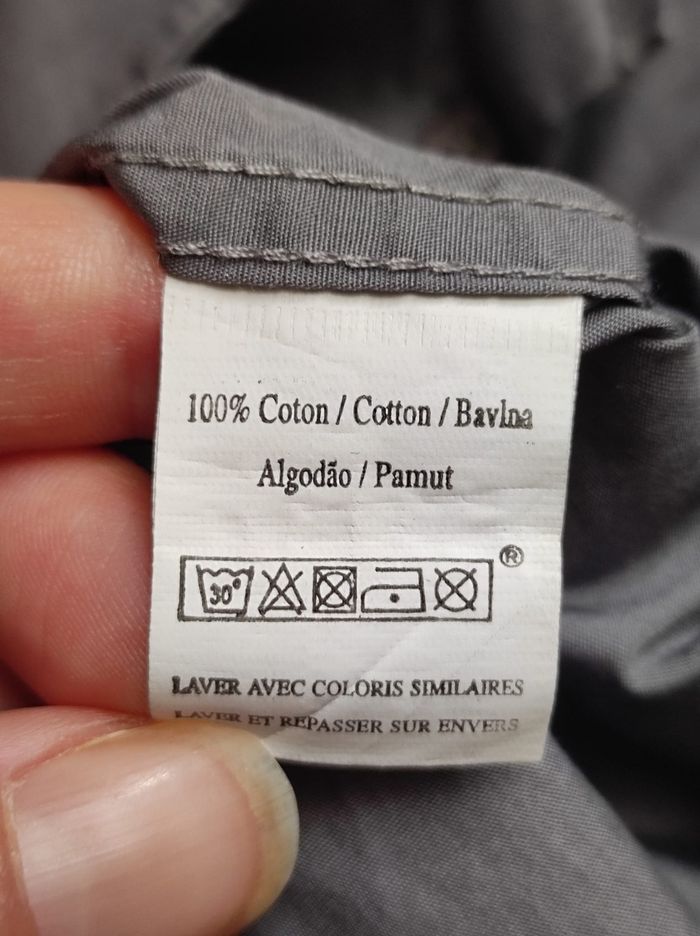 100% Coton / Cotton / Bavlna
Algodão / Pamut
30° ®
LAVER AVEC COLORIS SIMILAIRES
LAVER ET REPASSER SUR ENVERS